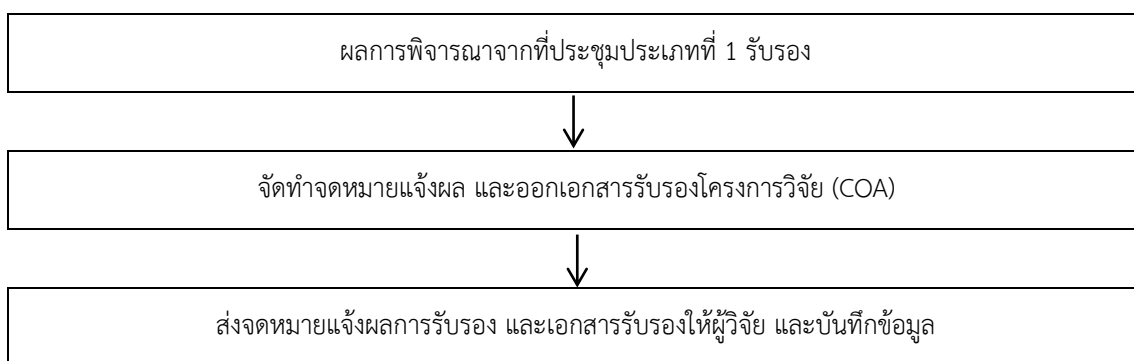 ผลการพิจารณาจากที่ประชุมประเภทที่ 1 รับรอง
จัดทำจดหมายแจ้งผล และออกเอกสารรับรองโครงการวิจัย (COA)
ส่งจดหมายแจ้งผลการรับรอง และเอกสารรับรองให้ผู้วิจัย และบันทึกข้อมูล